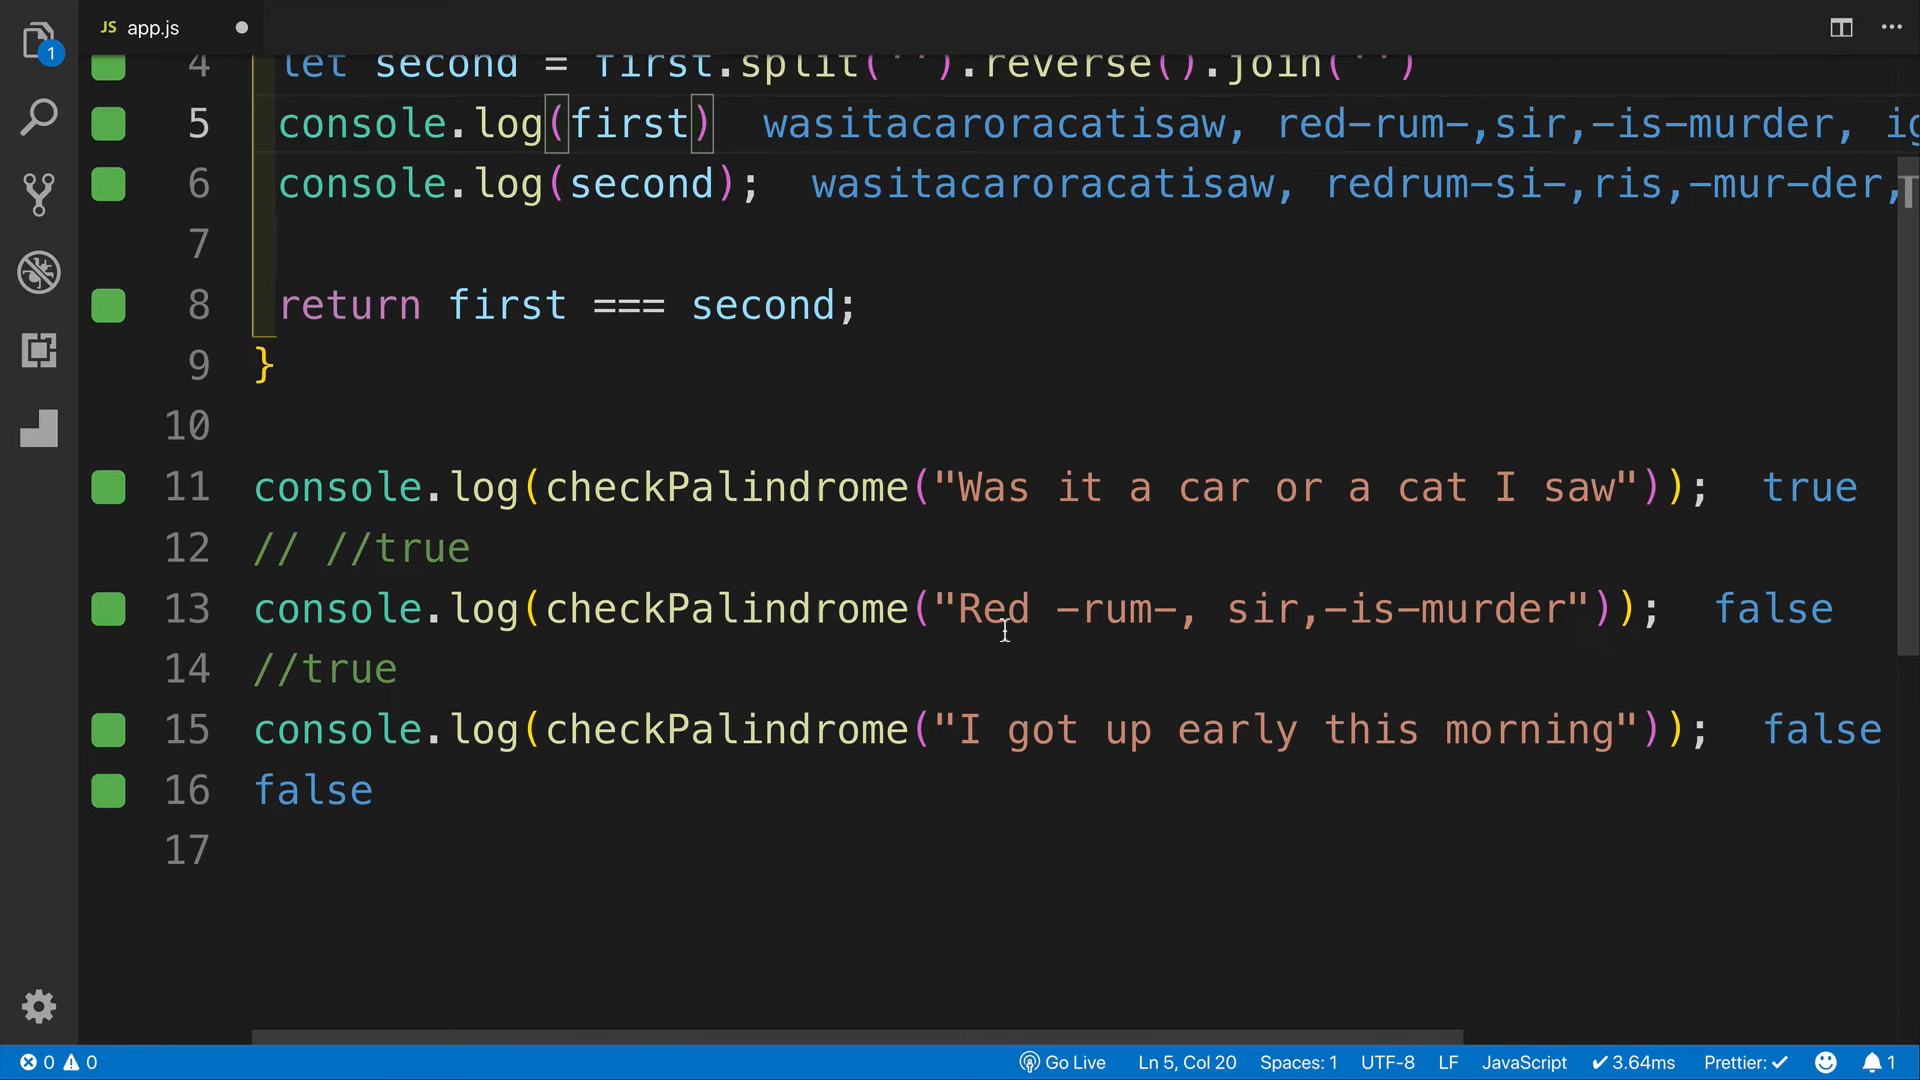 JS app.js
1
4 let second = first.split('').reverse().join('')
5 console.log(first) wasitacaroracatisaw, red-rum-,sir,-is-murder, ig
6 console.log(second); wasitacaroracatisaw, redrum-si-,ris,-mur-der,
7
8 return first === second;
9 }
10
11 console.log(checkPalindrome("Was it a car or a cat I saw")); true
12 // //true
13 console.log(checkPalindrome("Red -rum-, sir,-is-murder")); false
14 //true
15 console.log(checkPalindrome("I got up early this morning")); false
16 false
17
0 0 Go Live Ln 5, Col 20 Spaces: 1 UTF-8 LF JavaScript ✔ 3.64ms Prettier: ✔ 1